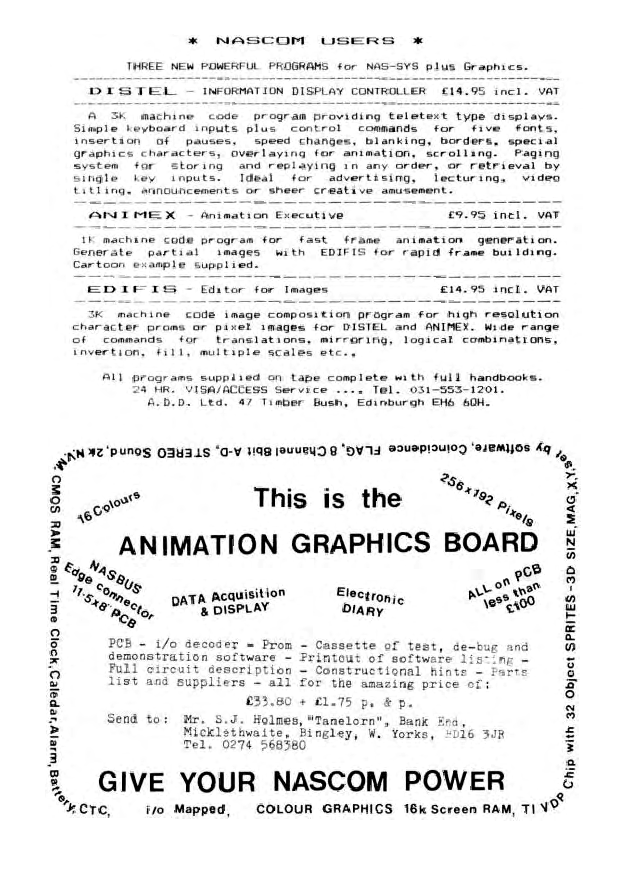 * NASCOM USERS *
THREE NEW POWERFUL PROGRAMS for NAS-SYS plus Graphics.
DISTEL - INFORMATION DISPLAY CONTROLLER £14.95 incl. VAT
A 3K machine code program providing teletext type displays.
Simple keyboard inputs plus control commands for five fonts,
insertion of pauses, speed changes, blanking, borders, special
graphics characters, overlaying for animation, scrolling. Paging
system for storing and replaying in any order, or retrieval by
single key inputs. Ideal for advertising, lecturing, video
titling, announcements or sheer creative amusement.
ANIMEX - Animation Executive £9.95 incl. VAT
1K machine code program for fast frame animation generation.
Generate partial images with EDIFIS for rapid frame building.
Cartoon example supplied.
EDIFIS - Editor for Images £14.95 incl. VAT
3K machine code image composition program for high resolution
character proms or pixel images for DISTEL and ANIMEX. Wide range
of commands for translations, mirroring, logical combinations,
invertion, fill, multiple scales etc.,
All programs supplied on tape complete with full handbooks.
24 HR. VISA/ACCESS Service .... Tel. 031-553-1201.
A.D.D. Ltd. 47 Timber Bush, Edinburgh EH6 6QH.
set by software, Coincidence FLAG, 8 Channel 8bit A-D, STEREO Sound, 2k NVM,
CMOS RAM, Real Time Clock, Caledar, Alarm, Battery, CTC, i/o Mapped, COLOUR GRAPHICS 16k Screen RAM, TI VDP
Chip with 32 Object SPRITES-3D SIZE, MAG, X,Y,
16 Colours
This is the
256x192 Pixels
ANIMATION GRAPHICS BOARD
NASBUS
Edge connector
11·5x8" PCB
DATA Acquisition
& DISPLAY
Electronic
DIARY
ALL on PCB
less than
£100
PCB - i/o decoder - Prom - Cassette of test, de-bug and
demonstration software - Printout of software listing -
Full circuit description - Constructional hints - Parts
list and suppliers - all for the amazing price of:
£33.80 + £1.75 p. & p.
Send to: Mr. S.J. Holmes, "Tanelorn", Bank End,
Micklethwaite, Bingley, W. Yorks, BD16 3JR
Tel. 0274 568380
GIVE YOUR NASCOM POWER